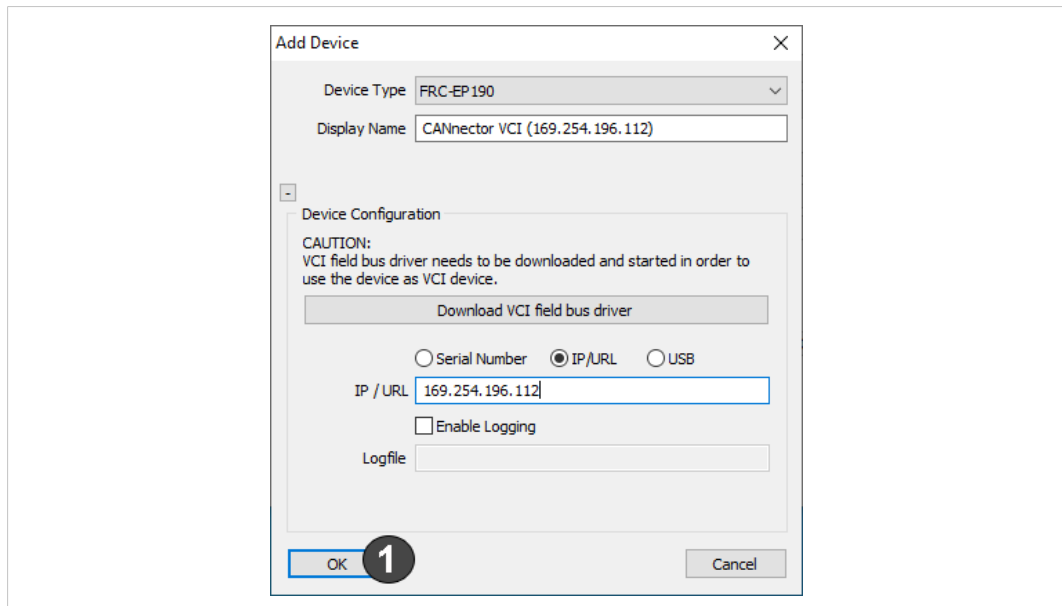 Add Device
Device Type FRC-EP190
Display Name CANnector VCI (169.254.196.112)
-
Device Configuration
CAUTION:
VCI field bus driver needs to be downloaded and started in order to
use the device as VCI device.
Download VCI field bus driver
Serial Number IP/URL USB
IP / URL 169.254.196.112
Enable Logging
Logfile
OK 1 Cancel